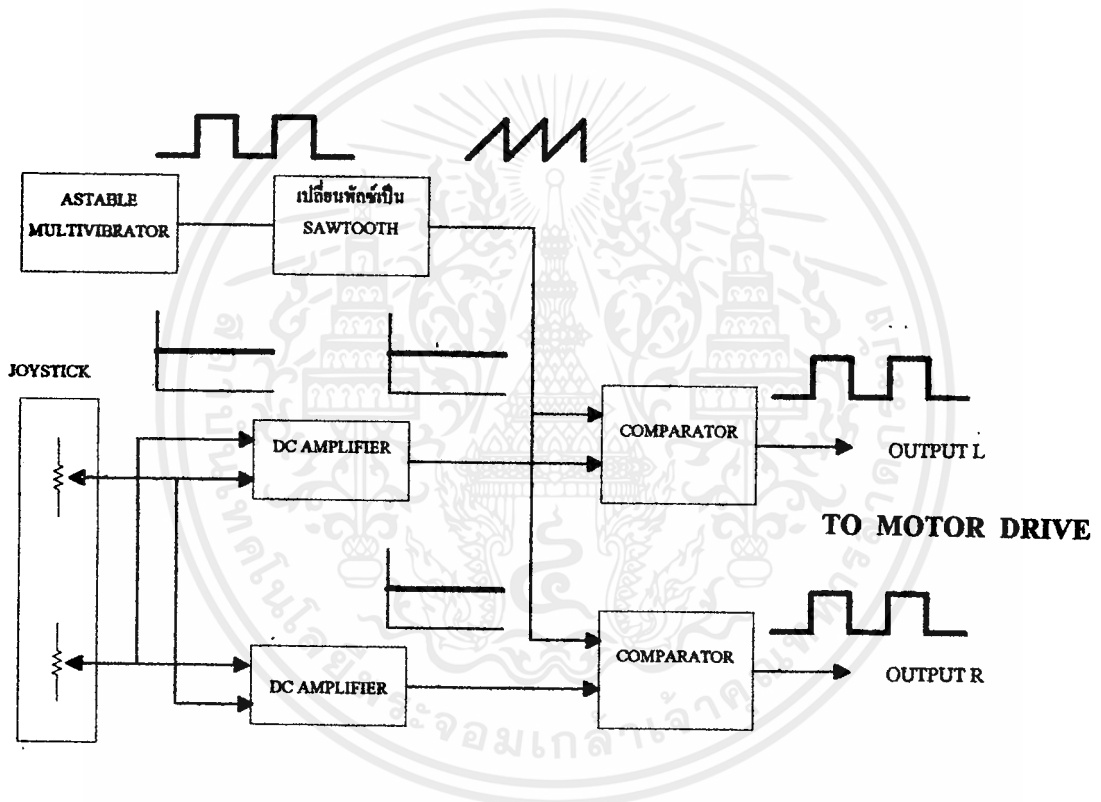 ASTABLE
MULTIVIBRATOR
เปลี่ยนพัลซ์เป็น
SAWTOOTH
JOYSTICK
DC AMPLIFIER
COMPARATOR
OUTPUT L
TO MOTOR DRIVE
DC AMPLIFIER
COMPARATOR
OUTPUT R